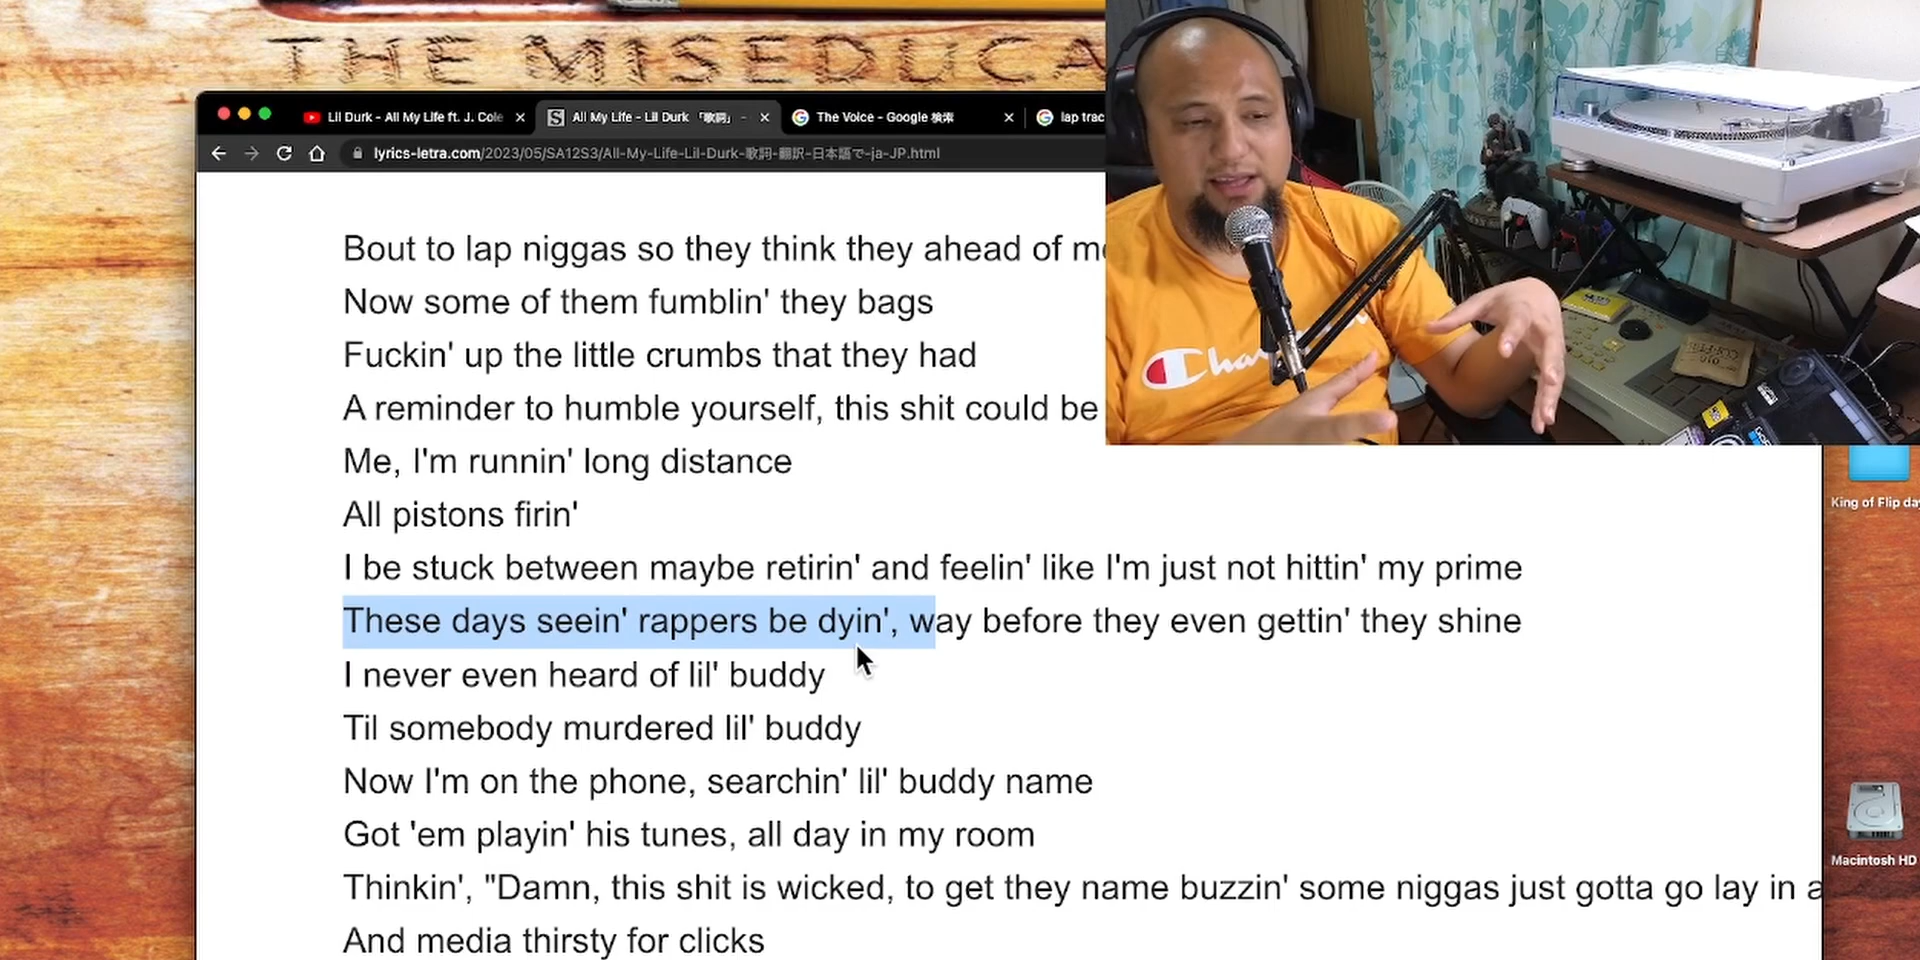 THE MISEDUCA
Lil Durk - All My Life ft. J. Cole
All My Life - Lil Durk 「歌詞」 -
The Voice - Google 検索
lap trac
lyrics-letra.com/2023/05/SA12S3/All-My-Life-Lil-Durk-歌詞-翻訳-日本語で-ja-JP.html
Bout to lap niggas so they think they ahead of me
Now some of them fumblin' they bags
Fuckin' up the little crumbs that they had
A reminder to humble yourself, this shit could be
Me, I'm runnin' long distance
All pistons firin'
I be stuck between maybe retirin' and feelin' like I'm just not hittin' my prime
These days seein' rappers be dyin', way before they even gettin' they shine
I never even heard of lil' buddy
Til somebody murdered lil' buddy
Now I'm on the phone, searchin' lil' buddy name
Got 'em playin' his tunes, all day in my room
Thinkin', "Damn, this shit is wicked, to get they name buzzin' some niggas just gotta go lay in a
And media thirsty for clicks
Cha
King of Flip day
Macintosh HD